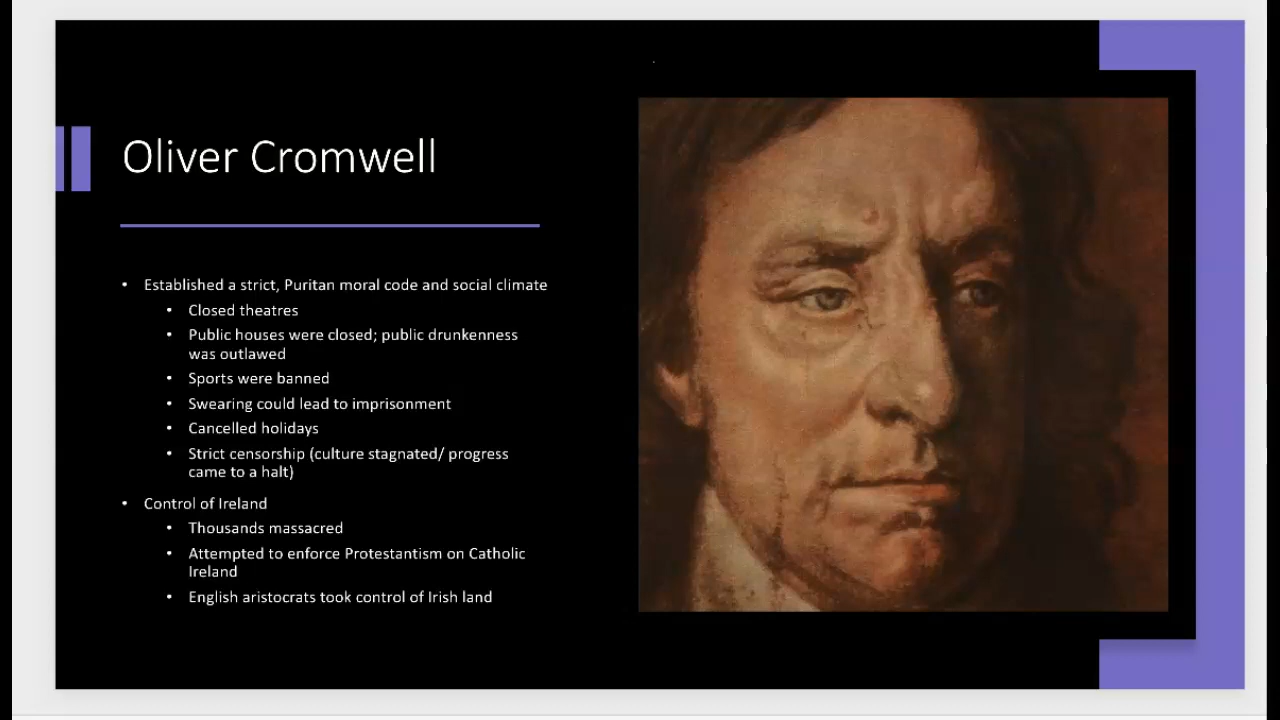 Oliver Cromwell
• Established a strict, Puritan moral code and social climate
• Closed theatres
• Public houses were closed; public drunkenness
was outlawed
• Sports were banned
• Swearing could lead to imprisonment
• Cancelled holidays
• Strict censorship (culture stagnated/ progress
came to a halt)
• Control of Ireland
• Thousands massacred
• Attempted to enforce Protestantism on Catholic
Ireland
• English aristocrats took control of Irish land